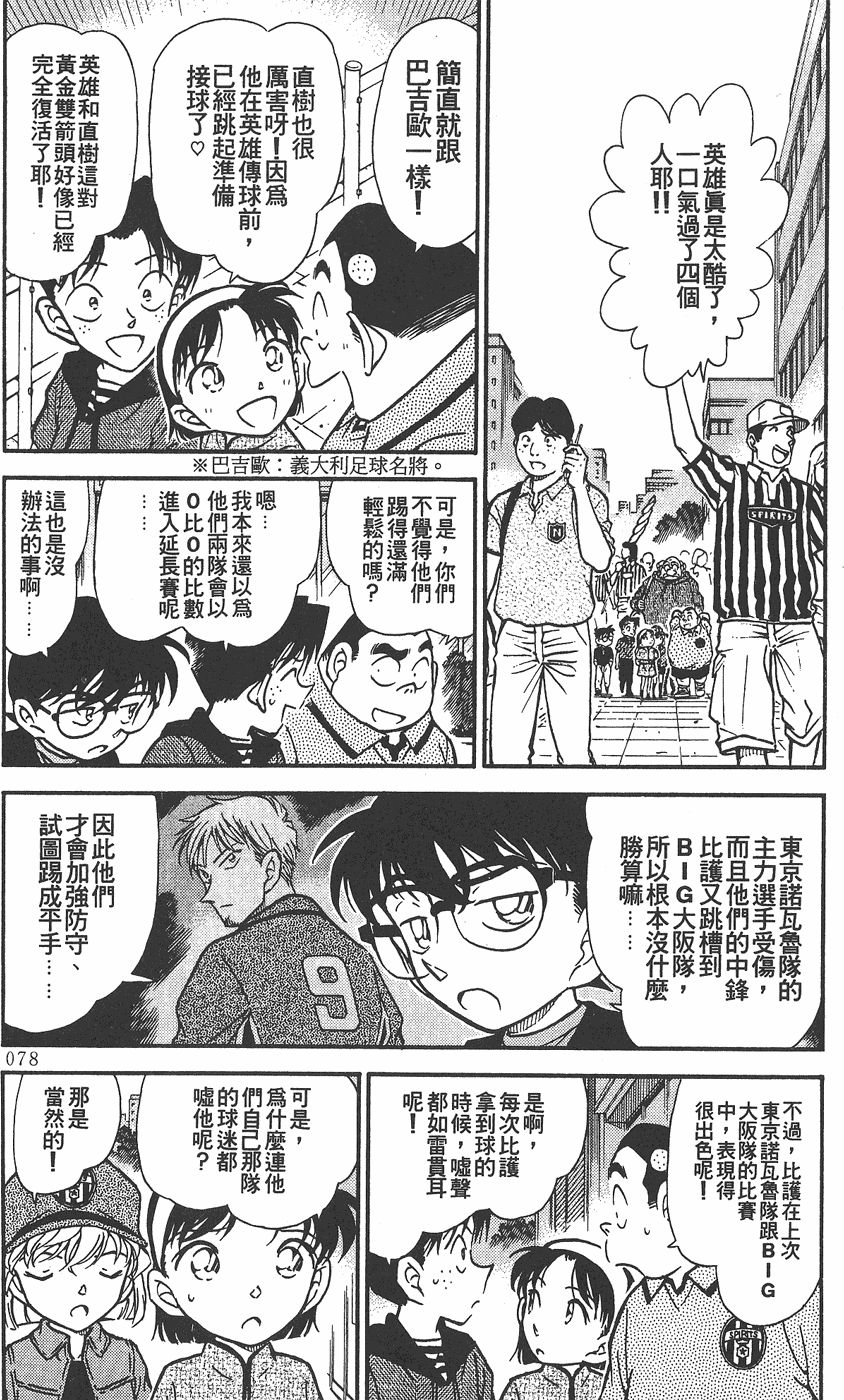 英雄眞是太酷了，
一口氣過了四個
人耶!!
SPIRITS
N
簡直就跟
巴吉歐一樣！
直樹也很
厲害呀！因爲
他在英雄傳球前，
已經跳起準備
接球了♡
英雄和直樹這對
黃金雙箭頭好像已經
完全復活了耶！
※巴吉歐：義大利足球名將。
可是，你們
不覺得他們
踢得還滿
輕鬆的嗎？
嗯…
我本來還以爲
他們兩隊會以
0比0的比數
進入延長賽呢
……
這也是沒
辦法的事啊
……
東京諾瓦魯隊的
主力選手受傷，
而且他們的中鋒
比護又跳槽到
BIG大阪隊，
所以根本沒什麼
勝算嘛……
9
因此他們
才會加強防守、
試圖踢成平手……
078
不過，比護在上次
東京諾瓦魯隊跟BIG
大阪隊的比賽
中，表現得
很出色呢！
SPIRITS
是啊，
每次比護
拿到球的
時候，噓聲
都如雷貫耳
呢！
可是，
爲什麼連他
們自己那隊
的球迷都
噓他呢？
那是
當然的！